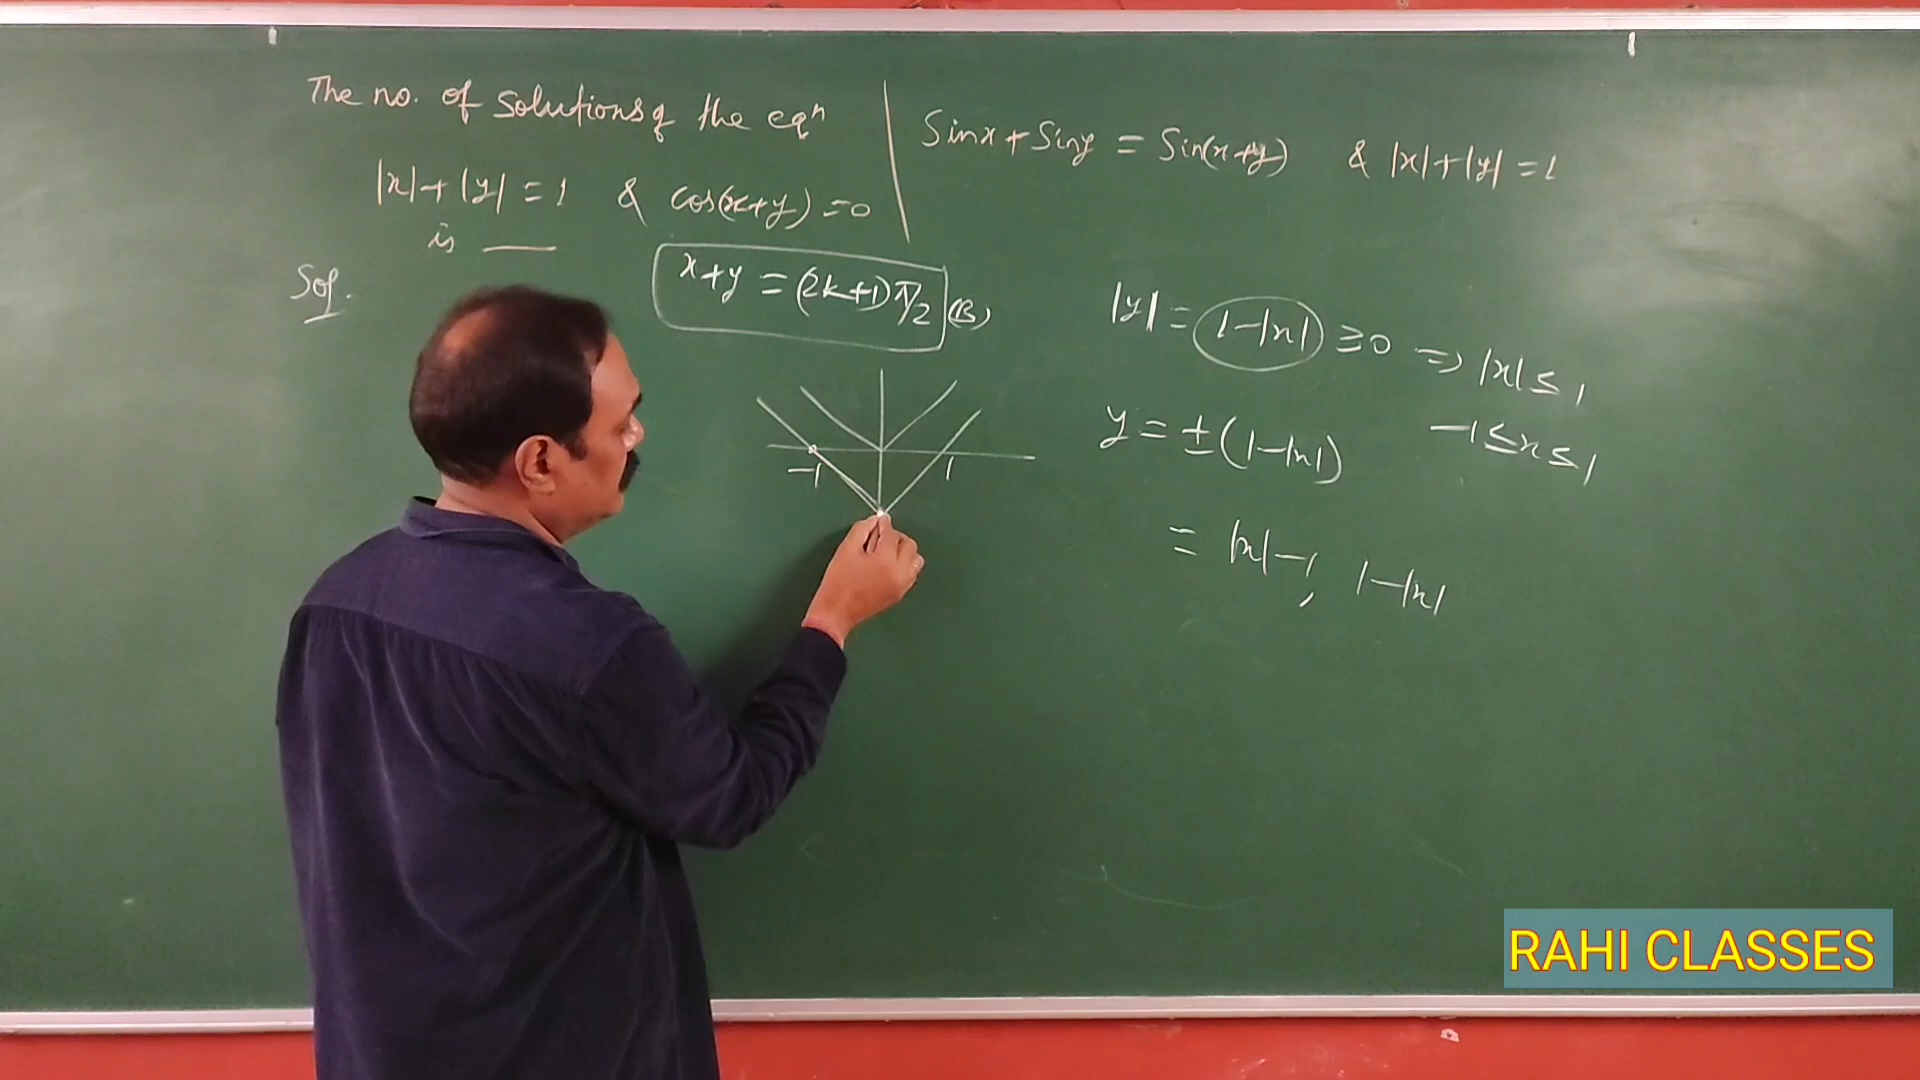 The no. of Solutions of the eqⁿ
|x|+|y|=1 & cos(x+y)=0
is ___
Sinx+Siny = Sin(x+y) & |x|+|y|=1
Sol.
x+y = (2k+1)π/2 (B)
|y| = 1-|x| ≥0 ⇒ |x|≤1
y = ±(1-|x|) -1≤x≤1
= |x|-1, 1-|x|
-1 1
RAHI CLASSES